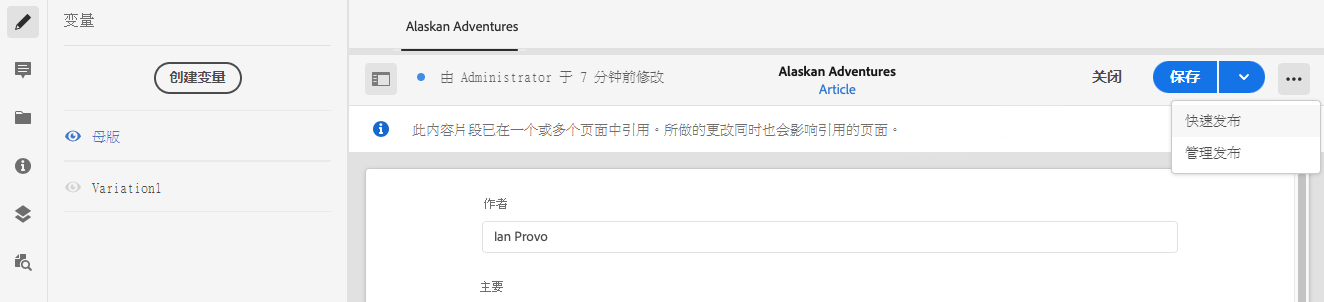 变量
创建变量
母版
Variation1
Alaskan Adventures
由 Administrator 于 7 分钟前修改
Alaskan Adventures
Article
关闭
保存
快速发布
管理发布
此内容片段已在一个或多个页面中引用。所做的更改同时也会影响引用的页面。
作者
Ian Provo
主要